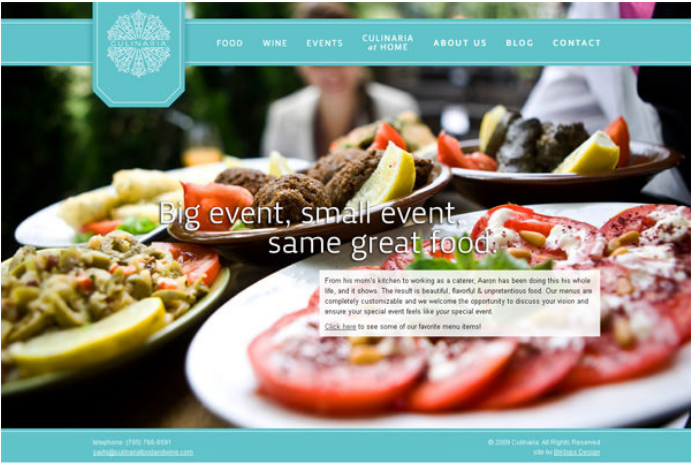 CULINARIA
FOOD WINE EVENTS CULINARIA at HOME ABOUT US BLOG CONTACT
Big event, small event,
same great food.
From his mom's kitchen to working as a caterer, Aaron has been doing this his whole
life, and it shows. The result is beautiful, flavorful & unpretentious food. Our menus are
completely customizable and we welcome the opportunity to discuss your vision and
ensure your special event feels like your special event.
Click here to see some of our favorite menu items!
telephone:
© 2009 Culinaria. All Rights Reserved
site by